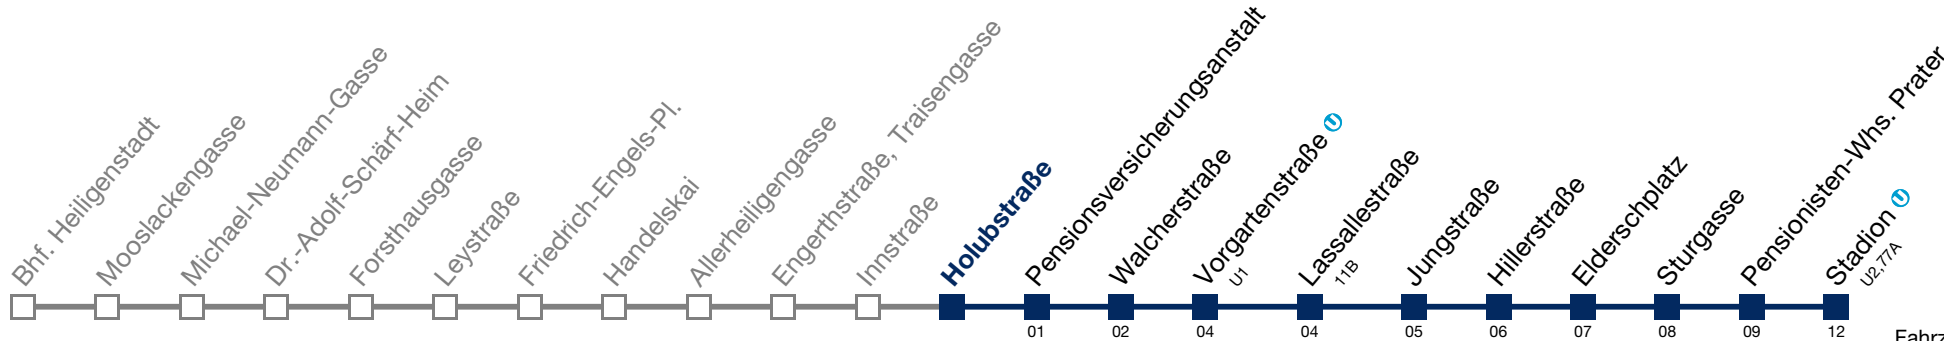 Bhf. Heiligenstadt
Mooslackengasse
Michael-Neumann-Gasse
Dr.-Adolf-Schärf-Heim
Forsthausgasse
Leystraße
Friedrich-Engels-Pl.
Handelskai
Allerheiligengasse
Engerthstraße, Traisengasse
Innstraße
Holubstraße
Pensionsversicherungsanstalt
01
Walcherstraße
02
Vorgartenstraße U
U1
04
Lassallestraße
11B
04
Jungstraße
05
Hillerstraße
06
Elderschplatz
07
Sturgasse
08
Pensionisten-Whs. Prater
09
Stadion U
U2,77A
12
Fahrz